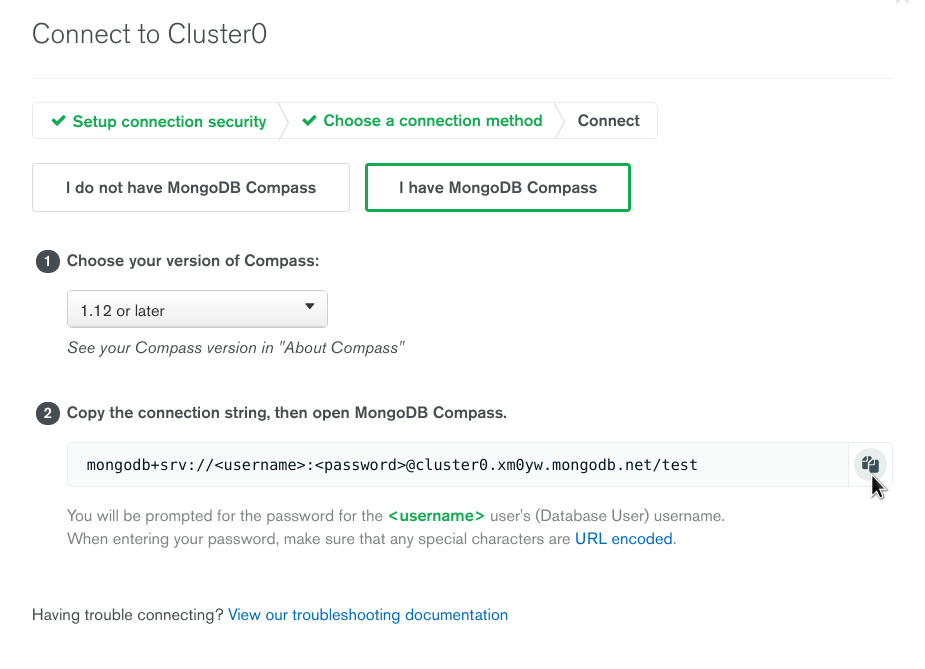 Connect to Cluster0
Setup connection security
Choose a connection method
Connect
I do not have MongoDB Compass
I have MongoDB Compass
1 Choose your version of Compass:
1.12 or later
See your Compass version in "About Compass"
2 Copy the connection string, then open MongoDB Compass.
mongodb+srv://<username>:<password>@cluster0.xm0yw.mongodb.net/test
You will be prompted for the password for the <username> user's (Database User) username.
When entering your password, make sure that any special characters are URL encoded.
Having trouble connecting? View our troubleshooting documentation